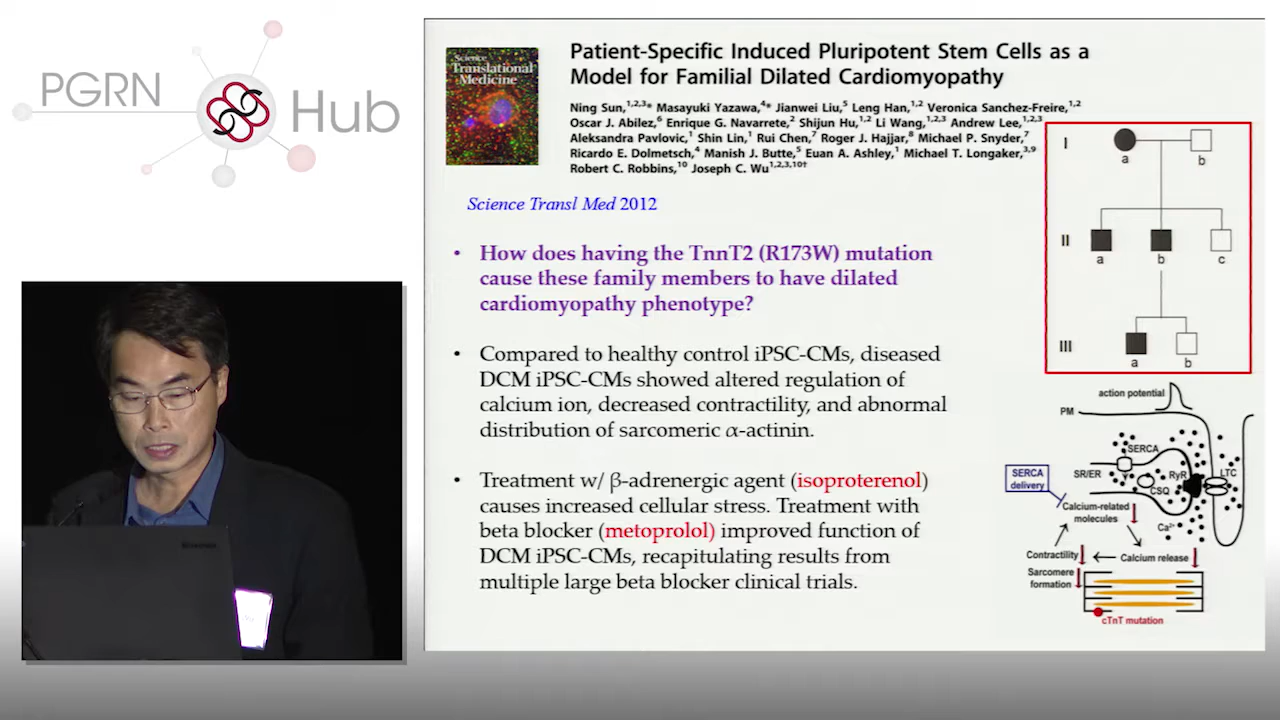 PGRN
Hub
Science
Translational
Medicine
Patient-Specific Induced Pluripotent Stem Cells as a
Model for Familial Dilated Cardiomyopathy
Ning Sun,1,2,3* Masayuki Yazawa,4* Jianwei Liu,5 Leng Han,1,2 Veronica Sanchez-Freire,1,2
Oscar J. Abilez,6 Enrique G. Navarrete,2 Shijun Hu,1,2 Li Wang,1,2,3 Andrew Lee,1,2,3
Aleksandra Pavlovic,1 Shin Lin,1 Rui Chen,7 Roger J. Hajjar,8 Michael P. Snyder,7
Ricardo E. Dolmetsch,4 Manish J. Butte,5 Euan A. Ashley,1 Michael T. Longaker,3,9
Robert C. Robbins,10 Joseph C. Wu1,2,3,10†
Science Transl Med 2012
• How does having the TnnT2 (R173W) mutation
cause these family members to have dilated
cardiomyopathy phenotype?
• Compared to healthy control iPSC-CMs, diseased
DCM iPSC-CMs showed altered regulation of
calcium ion, decreased contractility, and abnormal
distribution of sarcomeric α-actinin.
• Treatment w/ β-adrenergic agent (isoproterenol)
causes increased cellular stress. Treatment with
beta blocker (metoprolol) improved function of
DCM iPSC-CMs, recapitulating results from
multiple large beta blocker clinical trials.
I
a
b
II
a
b
c
III
a
b
action potential
PM
SERCA
SR/ER
RyR
LTC
CSQ
SERCA
delivery
Calcium-related
molecules
Ca2+
Contractility
Calcium release
Sarcomere
formation
cTnT mutation